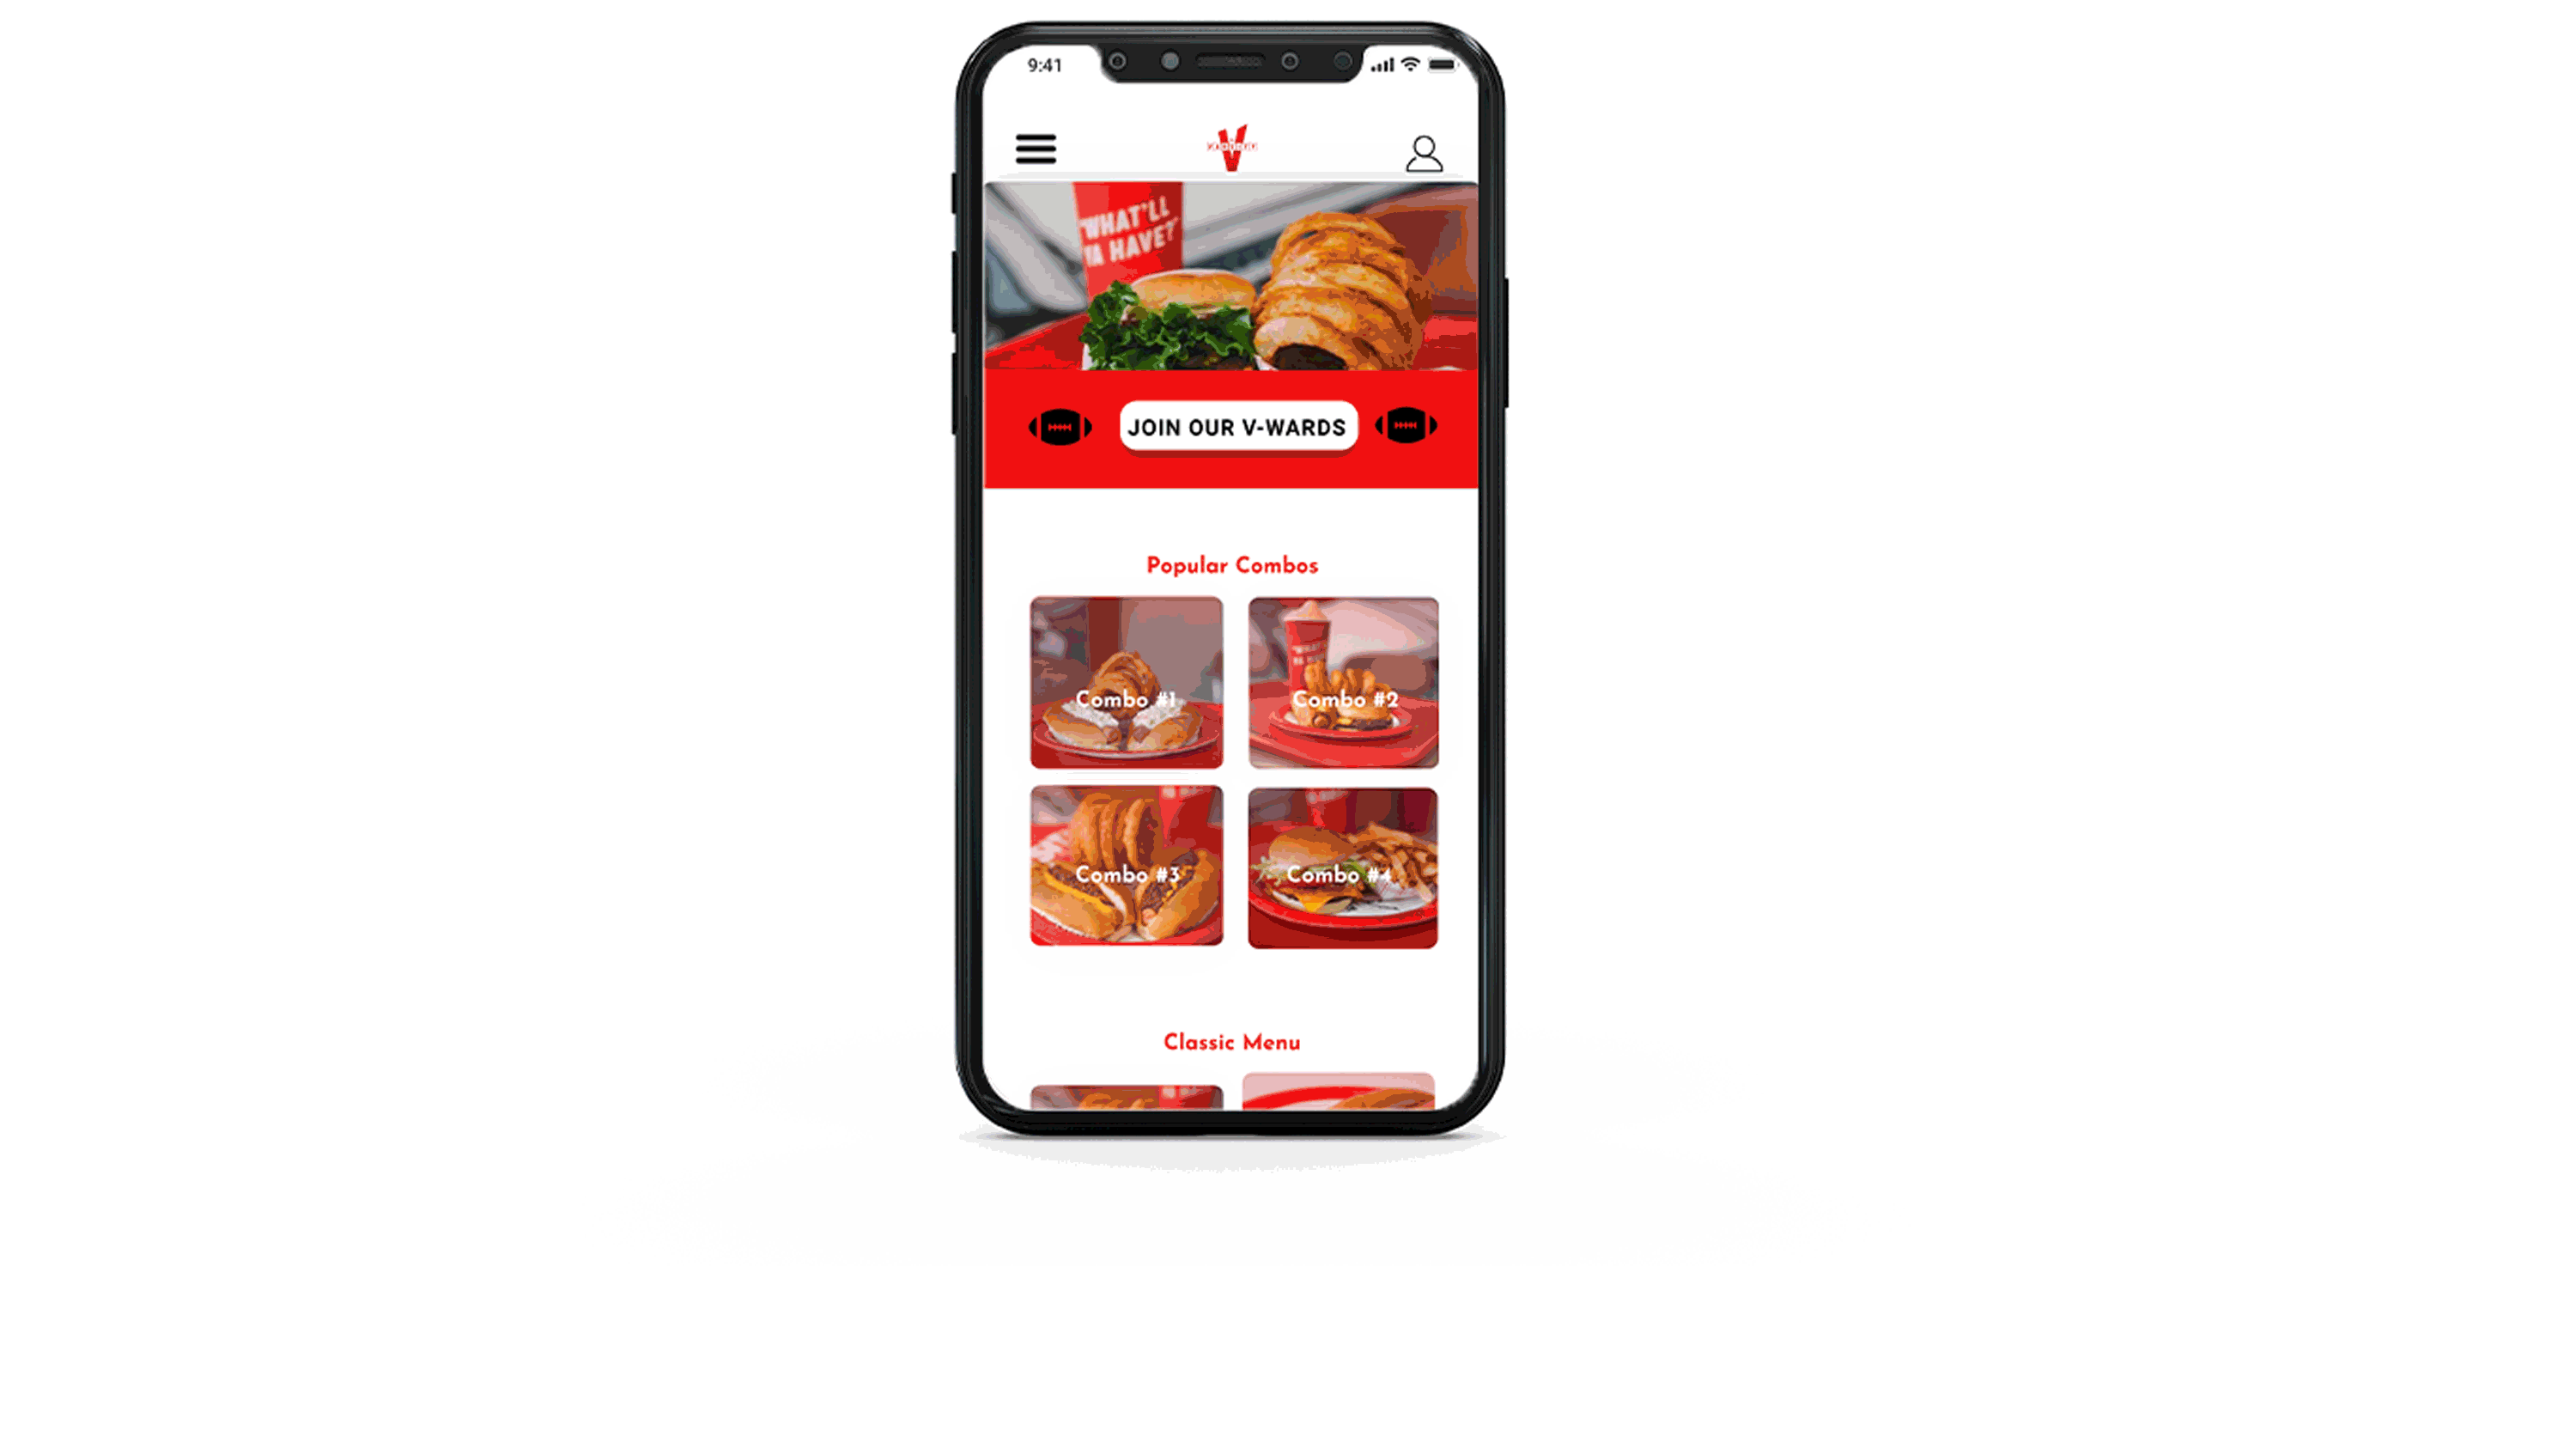 9:41
V
"WHAT'LL
YA HAVE?"
JOIN OUR V-WARDS
Popular Combos
Combo #1
Combo #2
Combo #3
Combo #4
Classic Menu